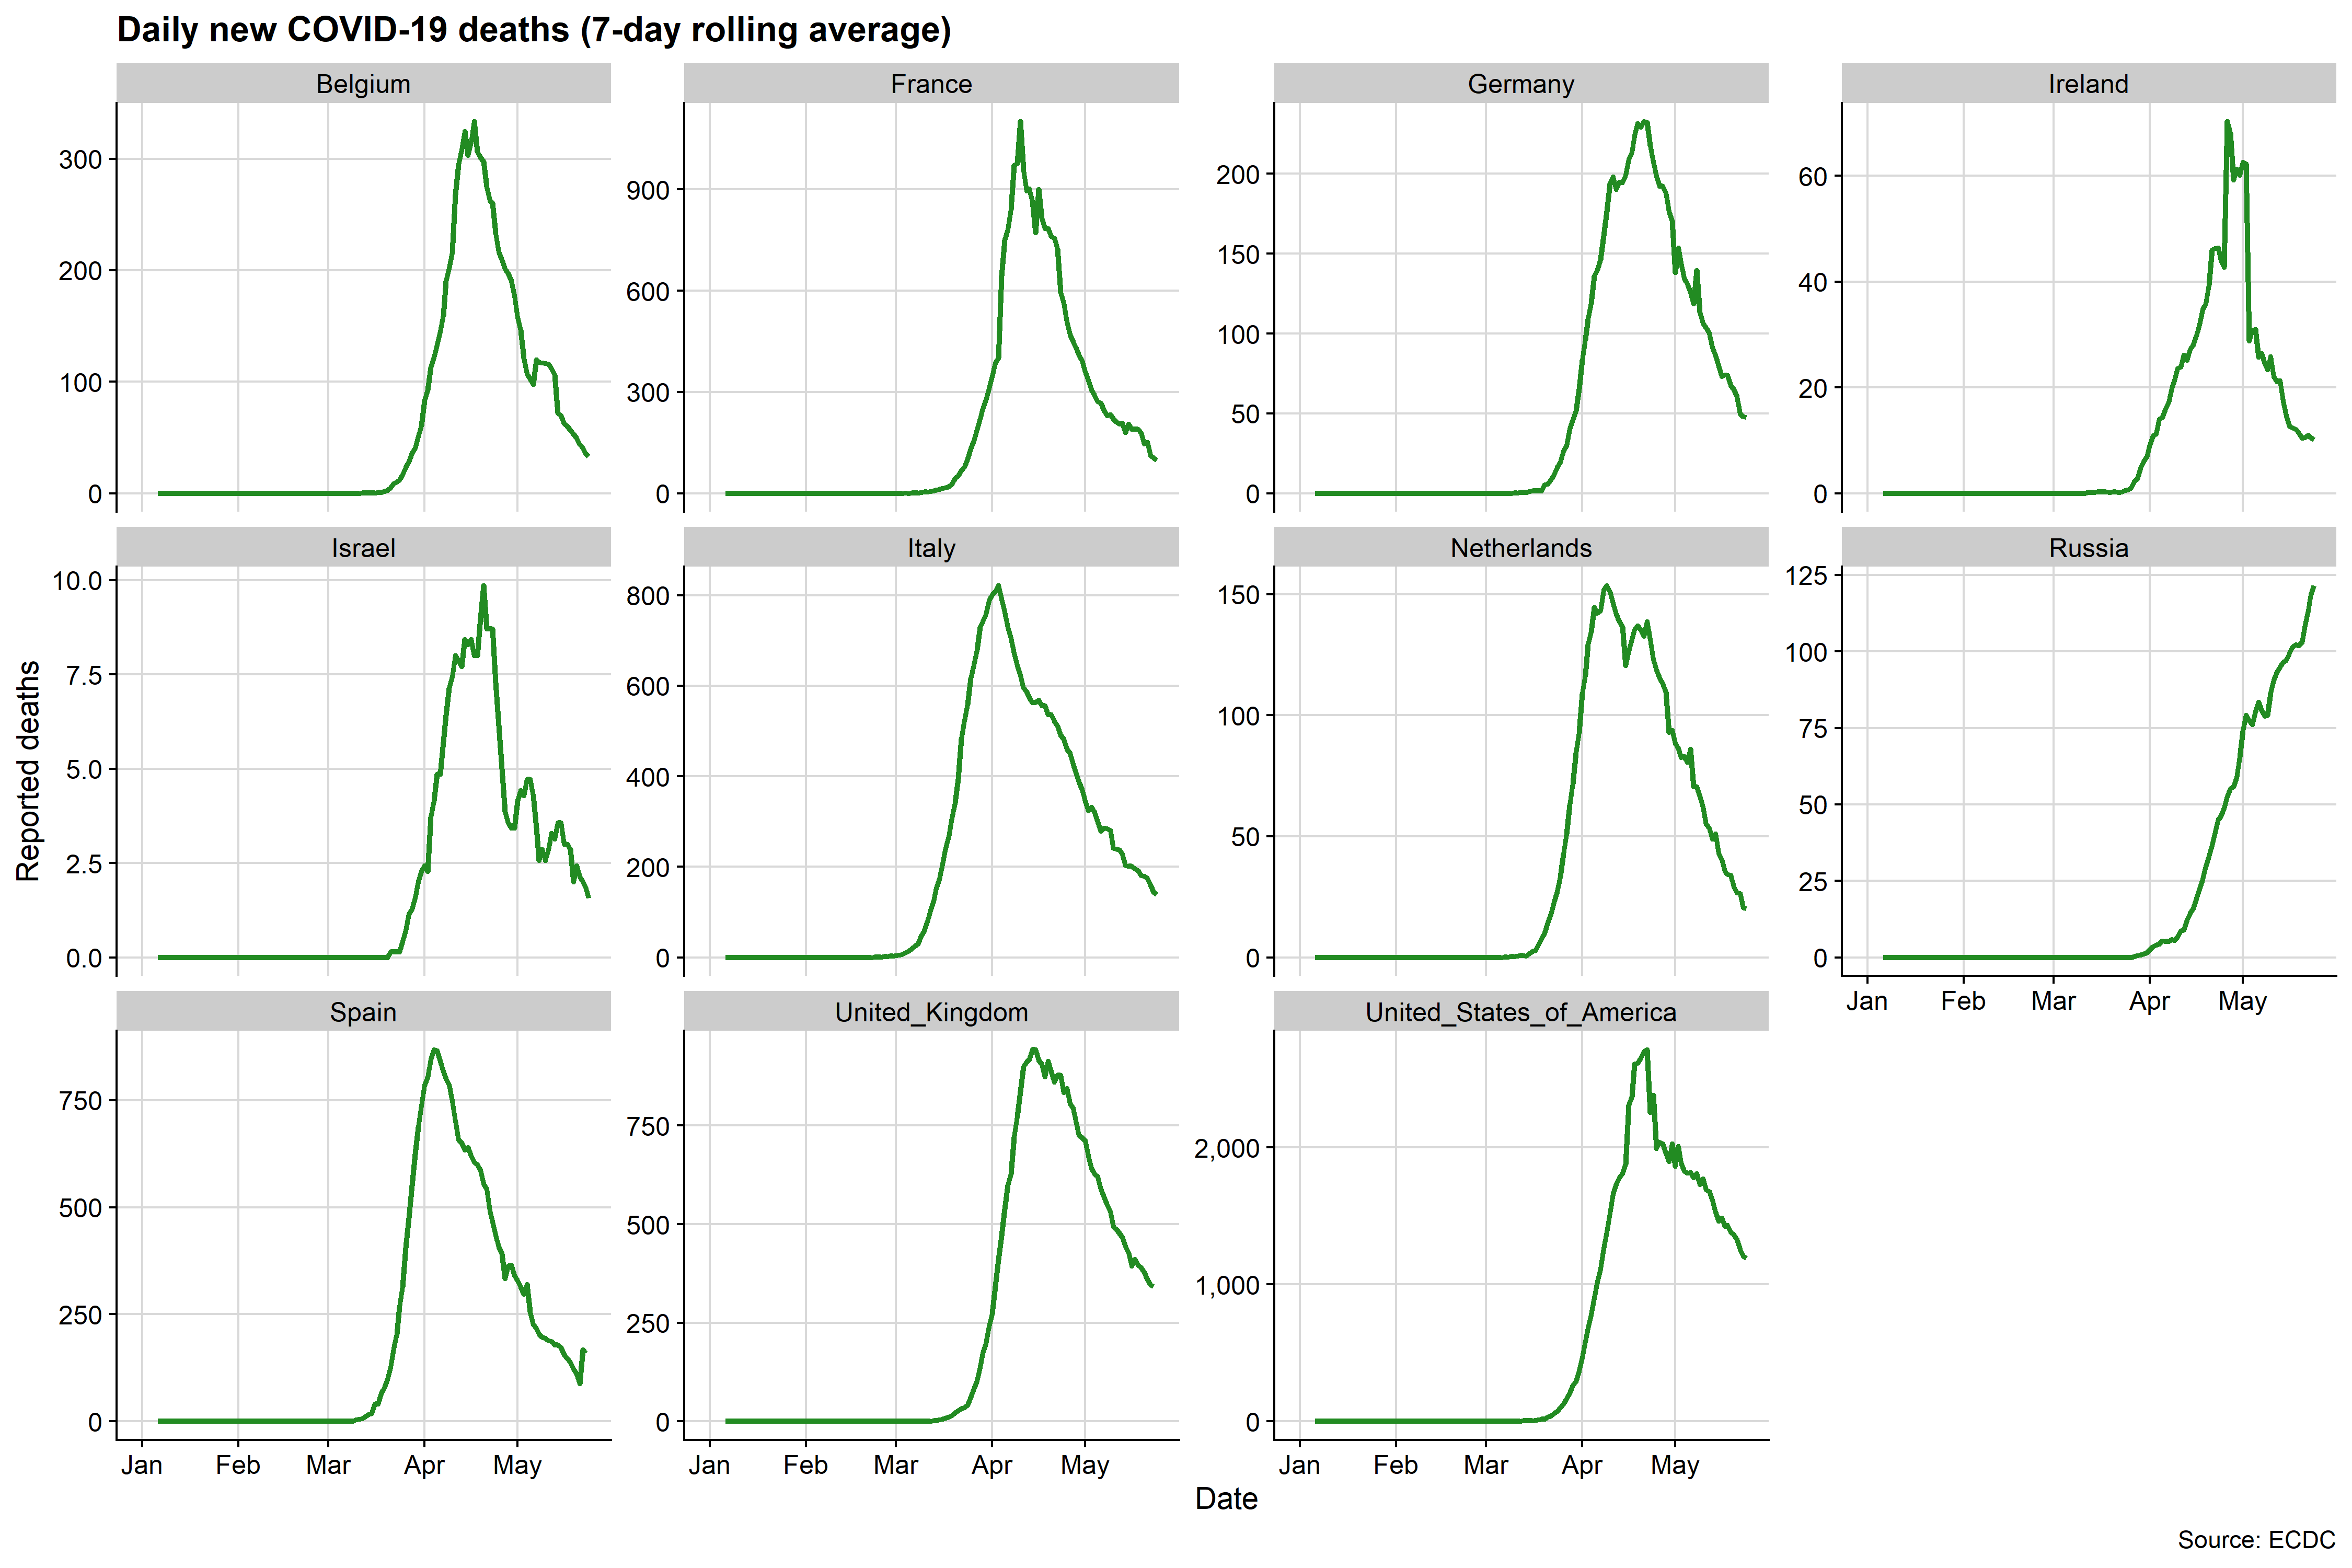 Daily new COVID-19 deaths (7-day rolling average)
Belgium
France
Germany
Ireland
300
200
100
0
900
600
300
0
200
150
100
50
0
60
40
20
0
Israel
Italy
Netherlands
Russia
10.0
7.5
5.0
2.5
0.0
800
600
400
200
0
150
100
50
0
125
100
75
50
25
0
Jan Feb Mar Apr May
Reported deaths
Spain
United_Kingdom
United_States_of_America
750
500
250
0
750
500
250
0
2,000
1,000
0
Jan Feb Mar Apr May
Jan Feb Mar Apr May
Jan Feb Mar Apr May
Date
Source: ECDC